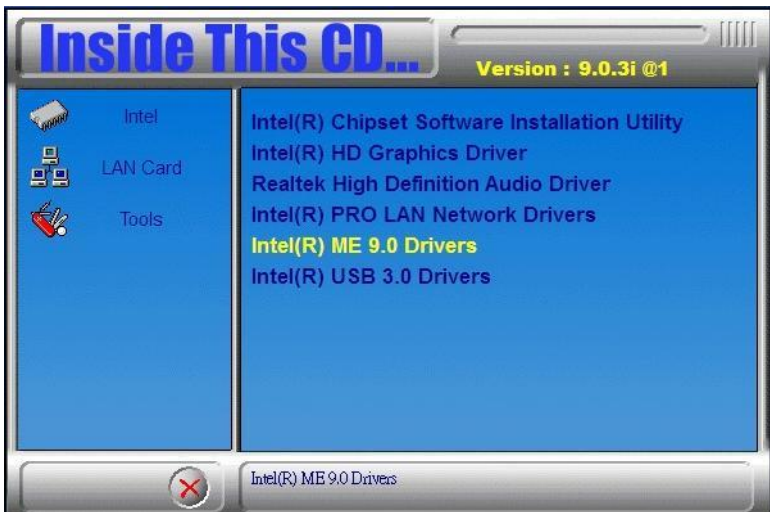 Inside This CD...
Version : 9.0.3i @1
Intel
LAN Card
Tools
Intel(R) Chipset Software Installation Utility
Intel(R) HD Graphics Driver
Realtek High Definition Audio Driver
Intel(R) PRO LAN Network Drivers
Intel(R) ME 9.0 Drivers
Intel(R) USB 3.0 Drivers
Intel(R) ME 9.0 Drivers